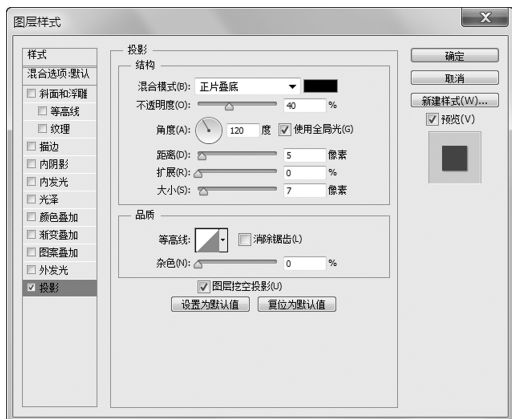 图层样式
样式
混合选项:默认
斜面和浮雕
等高线
纹理
描边
内阴影
内发光
光泽
颜色叠加
渐变叠加
图案叠加
外发光
投影
投影
结构
混合模式(B): 正片叠底
不透明度(O): 40 %
角度(A): 120 度 使用全局光(G)
距离(D): 5 像素
扩展(R): 0 %
大小(S): 7 像素
品质
等高线: 消除锯齿(L)
杂色(N): 0 %
图层挖空投影(U)
设置为默认值 复位为默认值
确定
取消
新建样式(W)...
预览(V)